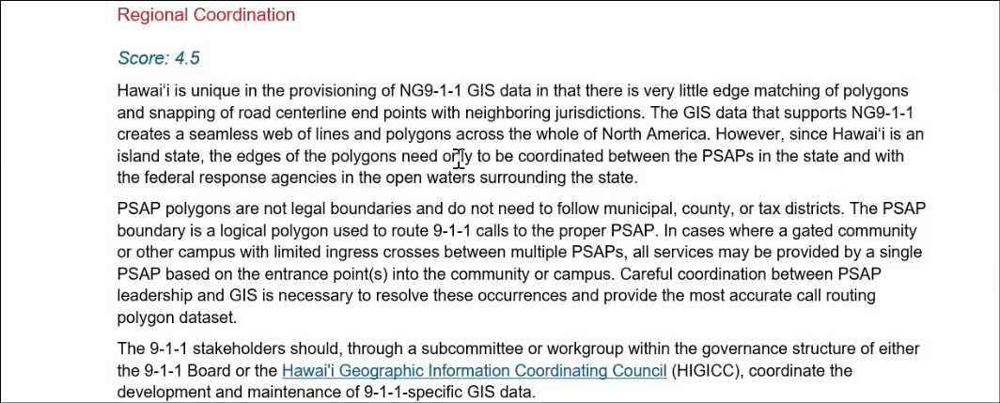 Regional Coordination
Score: 4.5
Hawaiʻi is unique in the provisioning of NG9-1-1 GIS data in that there is very little edge matching of polygons
and snapping of road centerline end points with neighboring jurisdictions. The GIS data that supports NG9-1-1
creates a seamless web of lines and polygons across the whole of North America. However, since Hawaiʻi is an
island state, the edges of the polygons need only to be coordinated between the PSAPs in the state and with
the federal response agencies in the open waters surrounding the state.
PSAP polygons are not legal boundaries and do not need to follow municipal, county, or tax districts. The PSAP
boundary is a logical polygon used to route 9-1-1 calls to the proper PSAP. In cases where a gated community
or other campus with limited ingress crosses between multiple PSAPs, all services may be provided by a single
PSAP based on the entrance point(s) into the community or campus. Careful coordination between PSAP
leadership and GIS is necessary to resolve these occurrences and provide the most accurate call routing
polygon dataset.
The 9-1-1 stakeholders should, through a subcommittee or workgroup within the governance structure of either
the 9-1-1 Board or the Hawai'i Geographic Information Coordinating Council (HIGICC), coordinate the
development and maintenance of 9-1-1-specific GIS data.